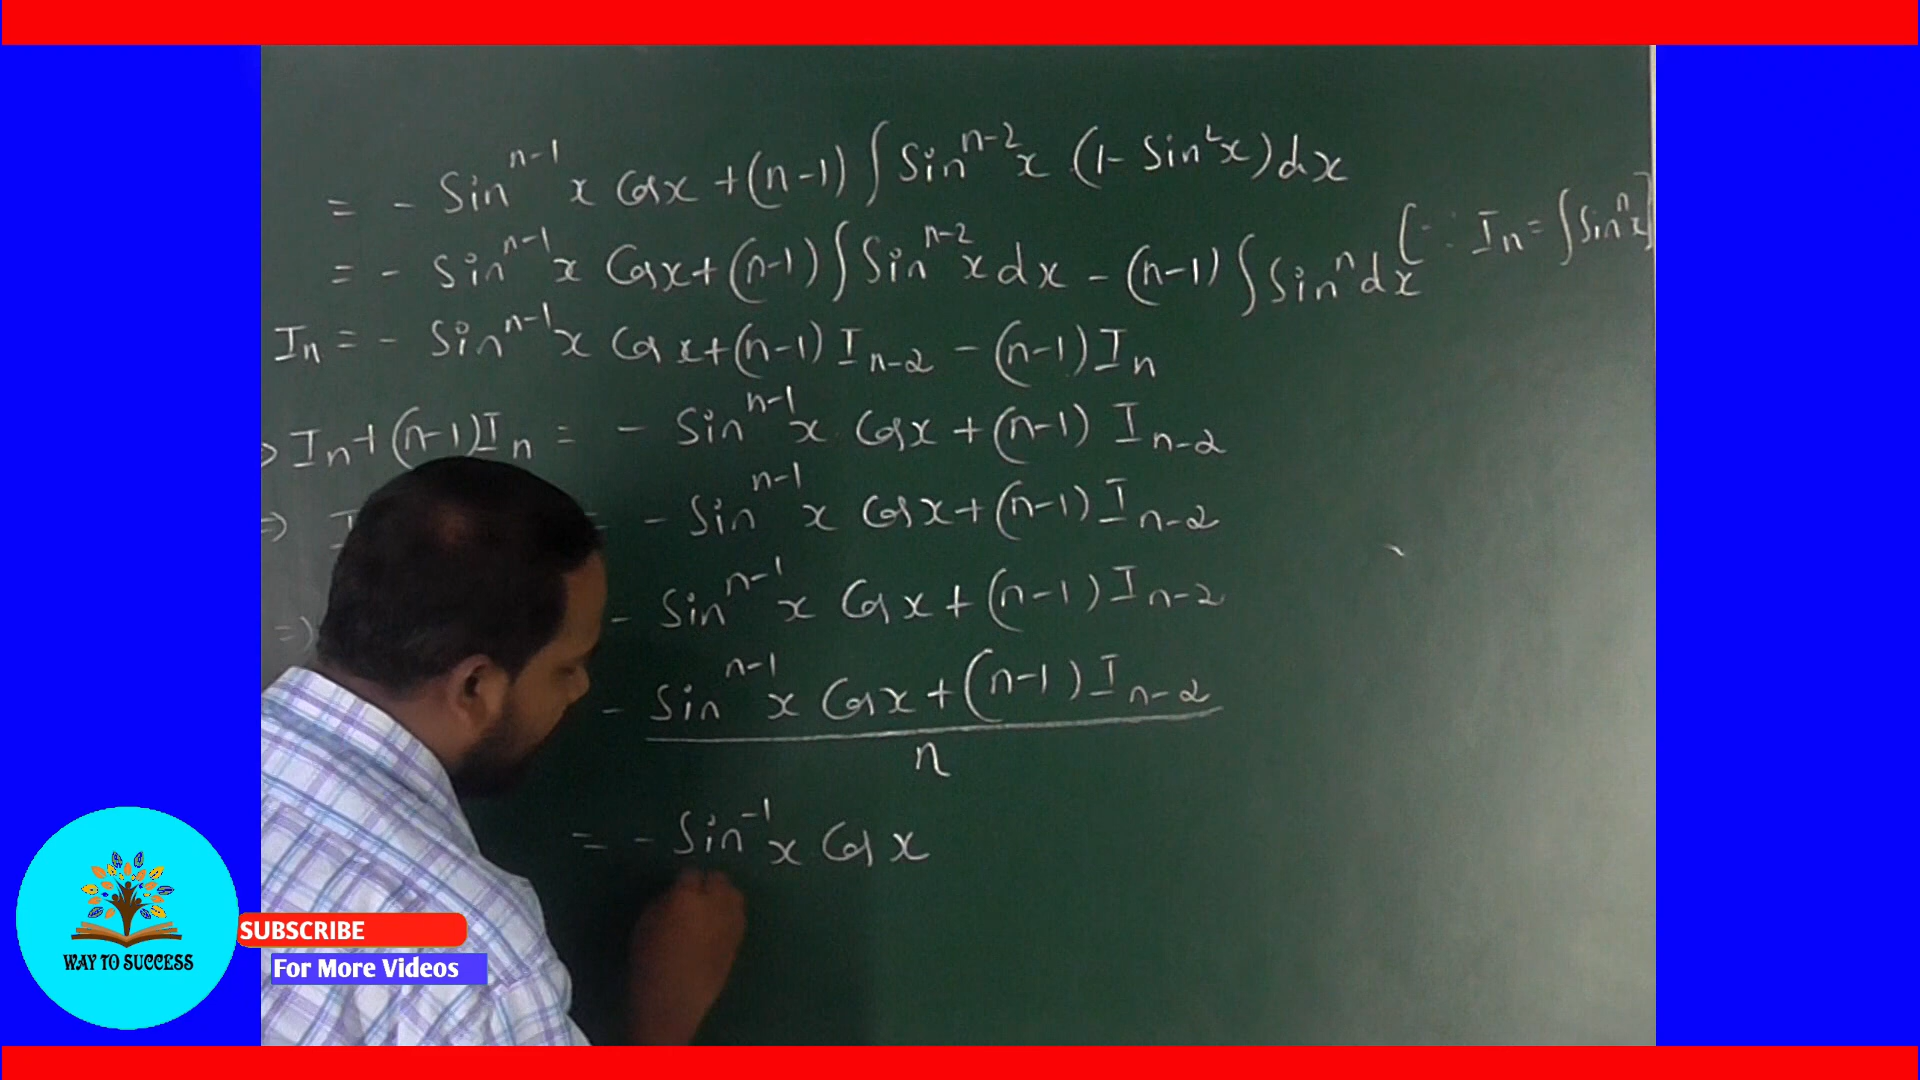 = - Sin^{n-1} x Cos x + (n-1) ∫ Sin^{n-2} x (1 - Sin^2 x) dx
= - Sin^{n-1} x Cos x + (n-1) ∫ Sin^{n-2} x dx - (n-1) ∫ Sin^n dx [∵ I_n = ∫ Sin^n x]
I_n = - Sin^{n-1} x Cos x + (n-1) I_{n-2} - (n-1) I_n
⇒ I_n + (n-1) I_n = - Sin^{n-1} x Cos x + (n-1) I_{n-2}
⇒ I = - Sin^{n-1} x Cos x + (n-1) I_{n-2}
⇒ - Sin^{n-1} x Cos x + (n-1) I_{n-2}
- Sin^{n-1} x Cos x + (n-1) I_{n-2}
n
= - Sin^{-1} x Cos x
WAY TO SUCCESS
SUBSCRIBE
For More Videos